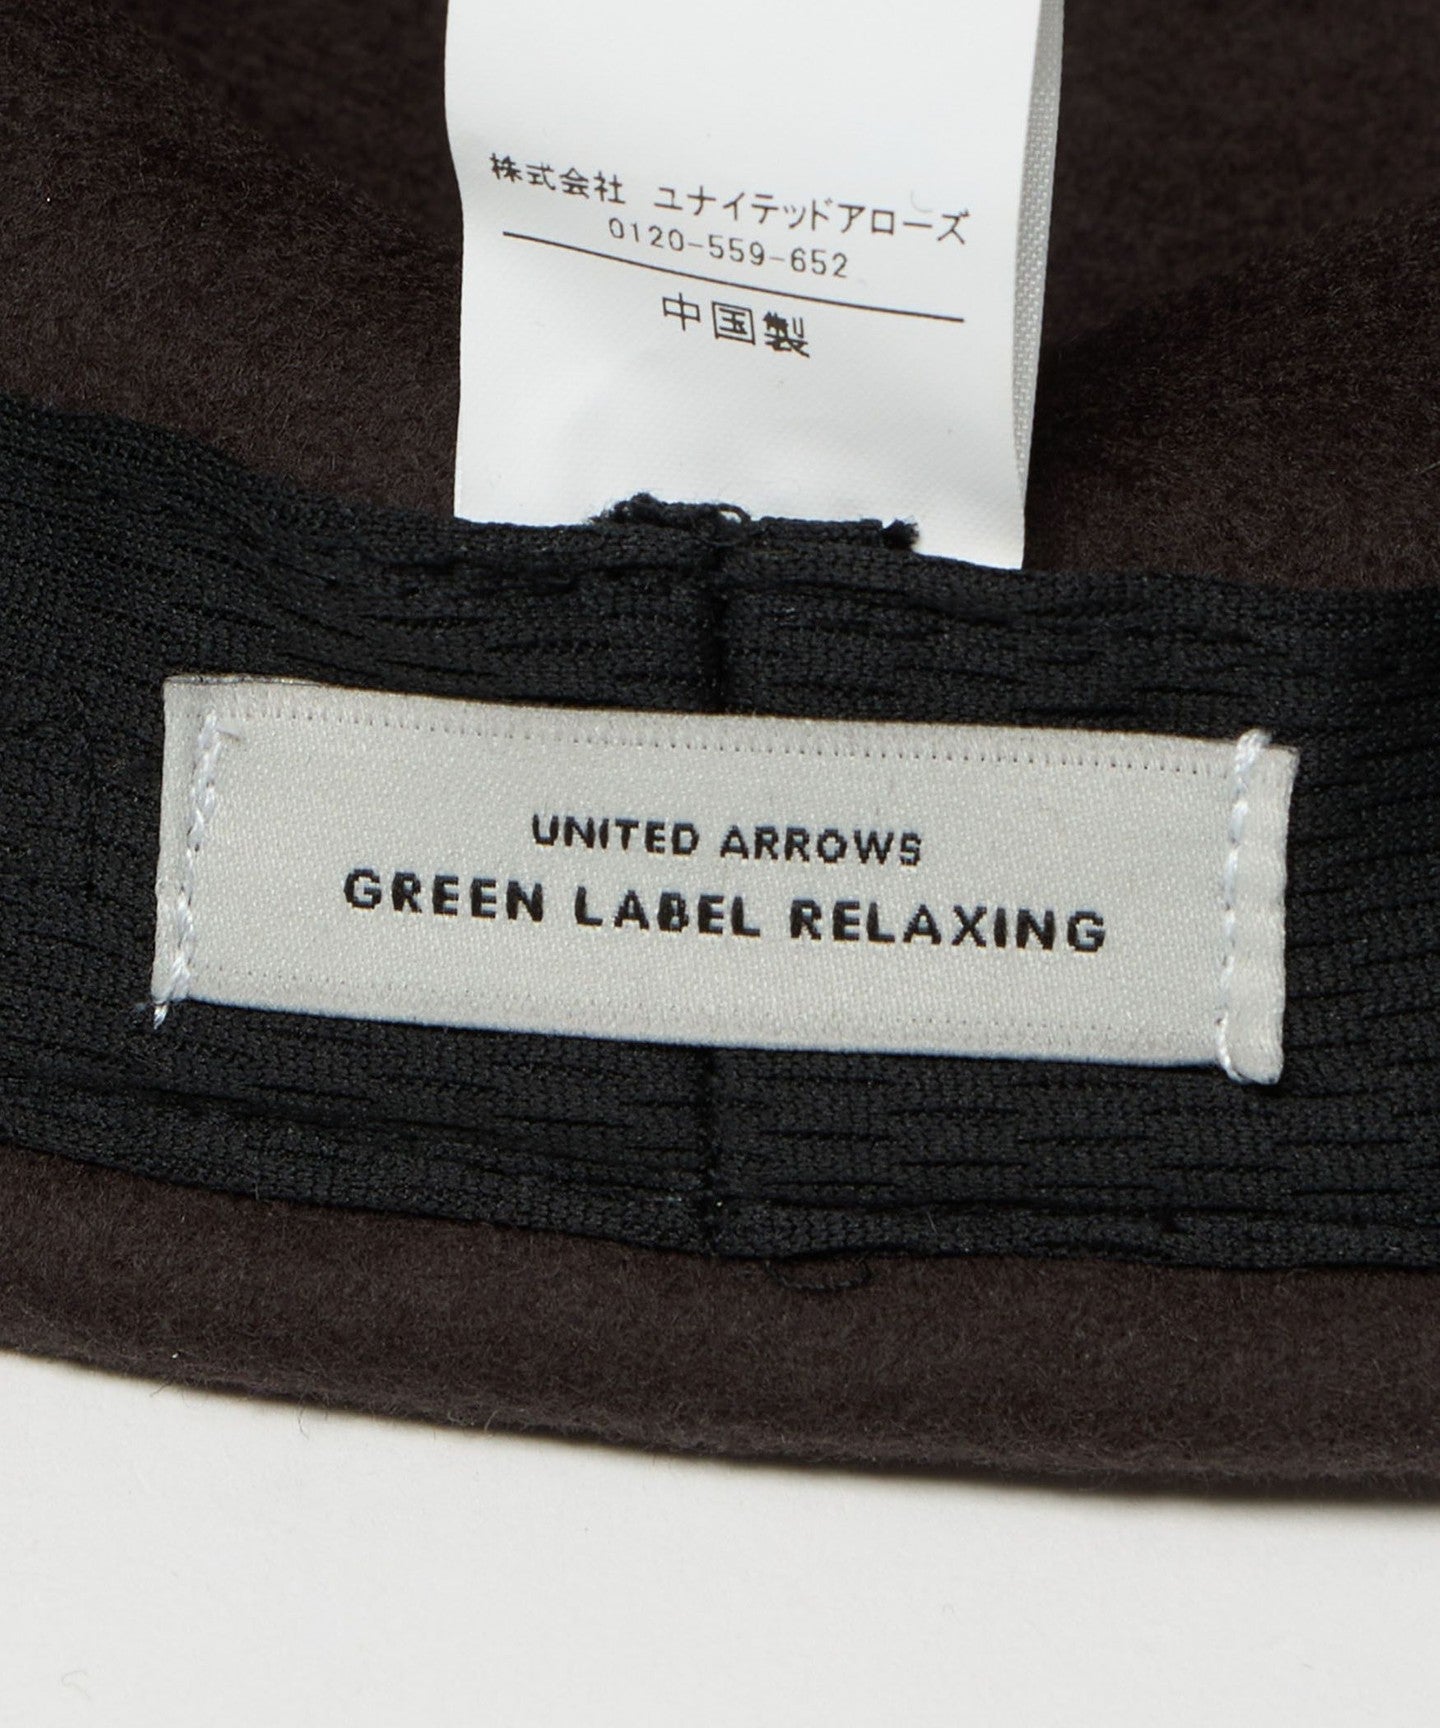 株式会社 ユナイテッドアローズ
0120-559-652
中国製
UNITED ARROWS
GREEN LABEL RELAXING